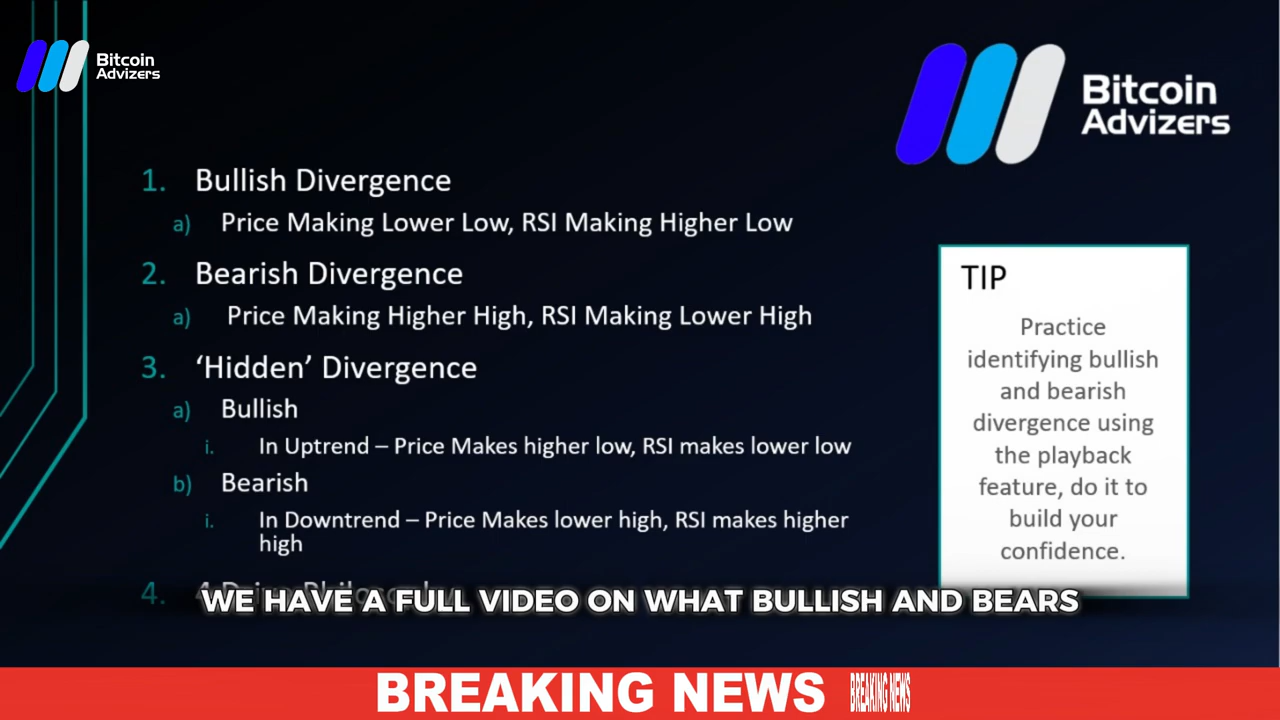 Bitcoin
Advizers
Bitcoin
Advizers
1. Bullish Divergence
a) Price Making Lower Low, RSI Making Higher Low
2. Bearish Divergence
a) Price Making Higher High, RSI Making Lower High
3. ‘Hidden’ Divergence
a) Bullish
i. In Uptrend – Price Makes higher low, RSI makes lower low
b) Bearish
i. In Downtrend – Price Makes lower high, RSI makes higher
high
4.
TIP
Practice
identifying bullish
and bearish
divergence using
the playback
feature, do it to
build your
confidence.
WE HAVE A FULL VIDEO ON WHAT BULLISH AND BEARS
BREAKING NEWS
BREAKING NEWS